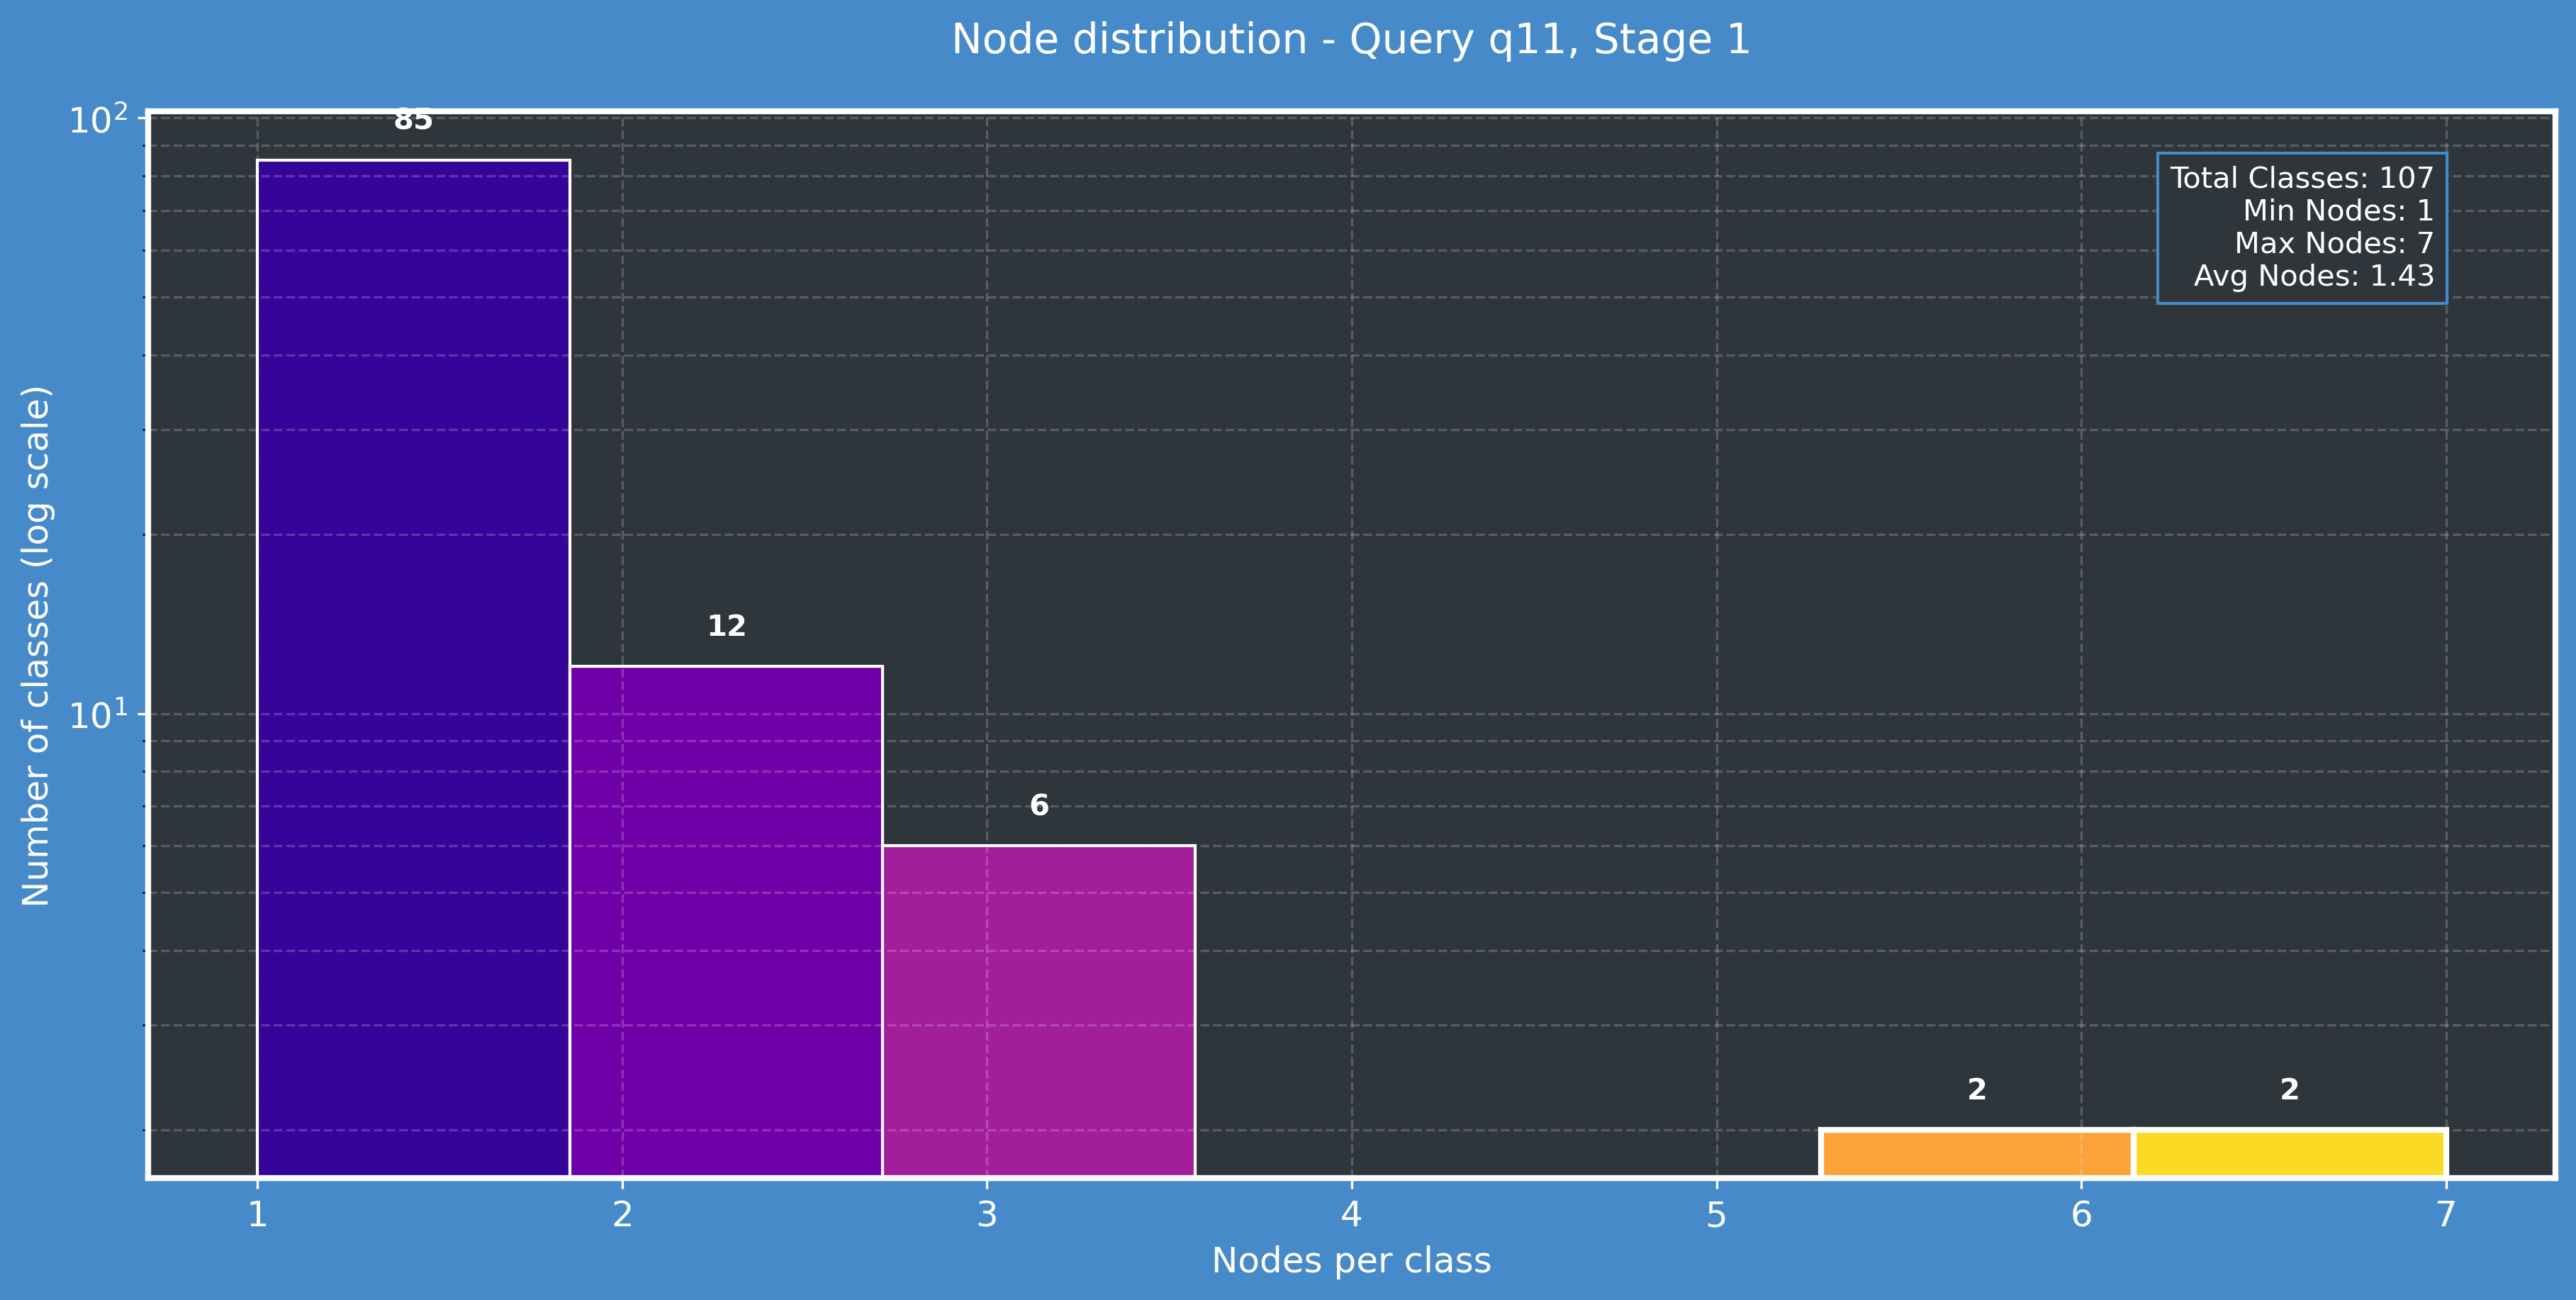 Node distribution - Query q11, Stage 1
Number of classes (log scale)
10²
10¹
85
12
6
2
2
Total Classes: 107
Min Nodes: 1
Max Nodes: 7
Avg Nodes: 1.43
1 2 3 4 5 6 7
Nodes per class